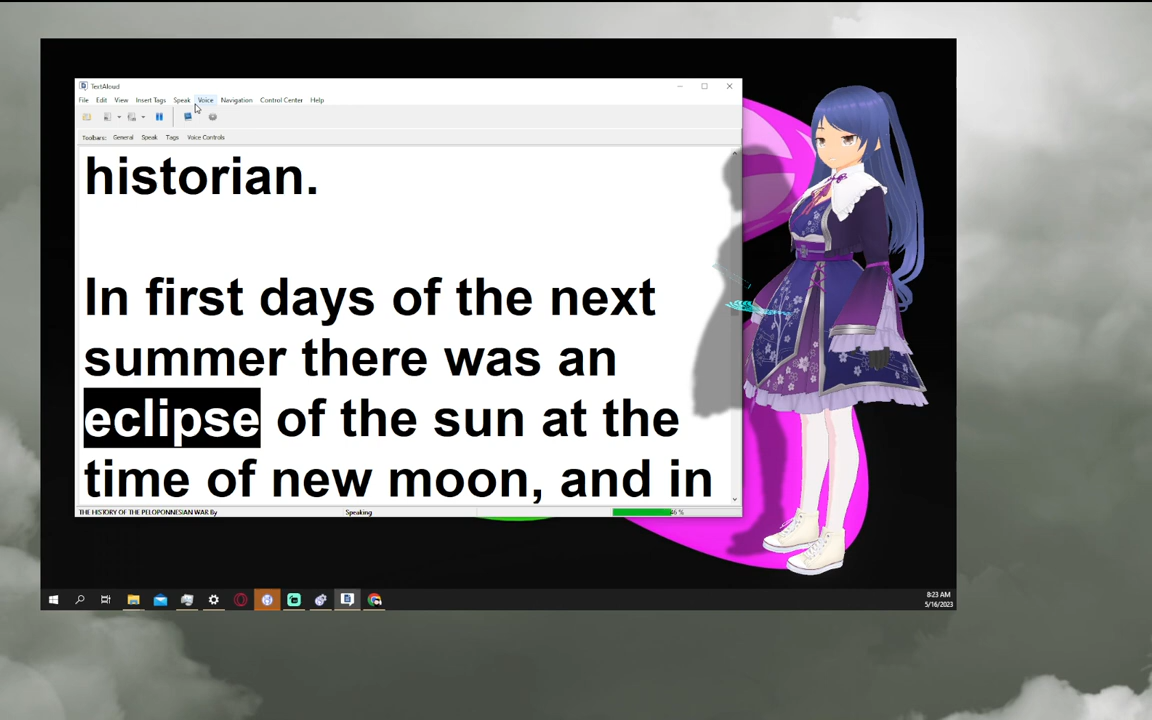 TextAloud
File Edit View Insert Tags Speak Voice Navigation Control Center Help
Toolbars: General Speak Tags Voice Controls
historian.
In first days of the next
summer there was an
eclipse of the sun at the
time of new moon, and in
THE HISTORY OF THE PELOPONNESIAN WAR By Speaking 46 %
8:23 AM
5/16/2023